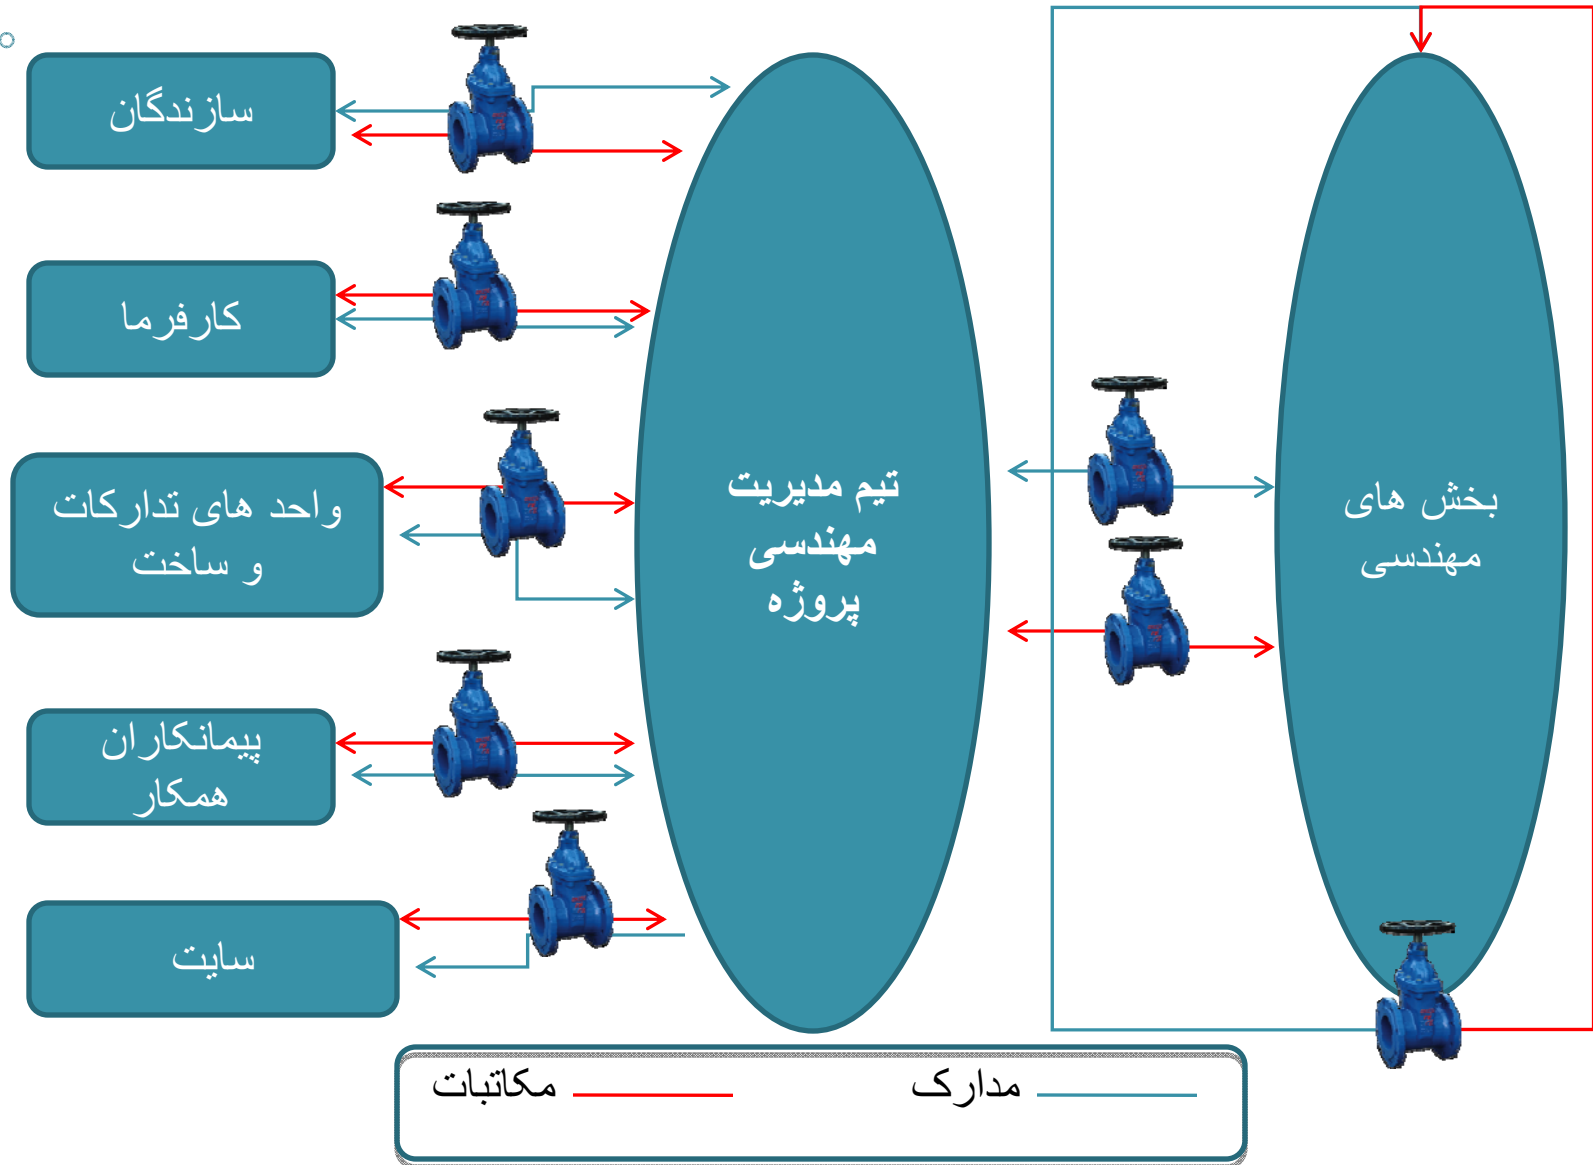 سازندگان
کارفرما
واحد های تدارکات
و ساخت
پیمانکاران
همکار
سایت
تیم مدیریت
مهندسی
پروژه
بخش های
مهندسی
مدارک
مکاتبات